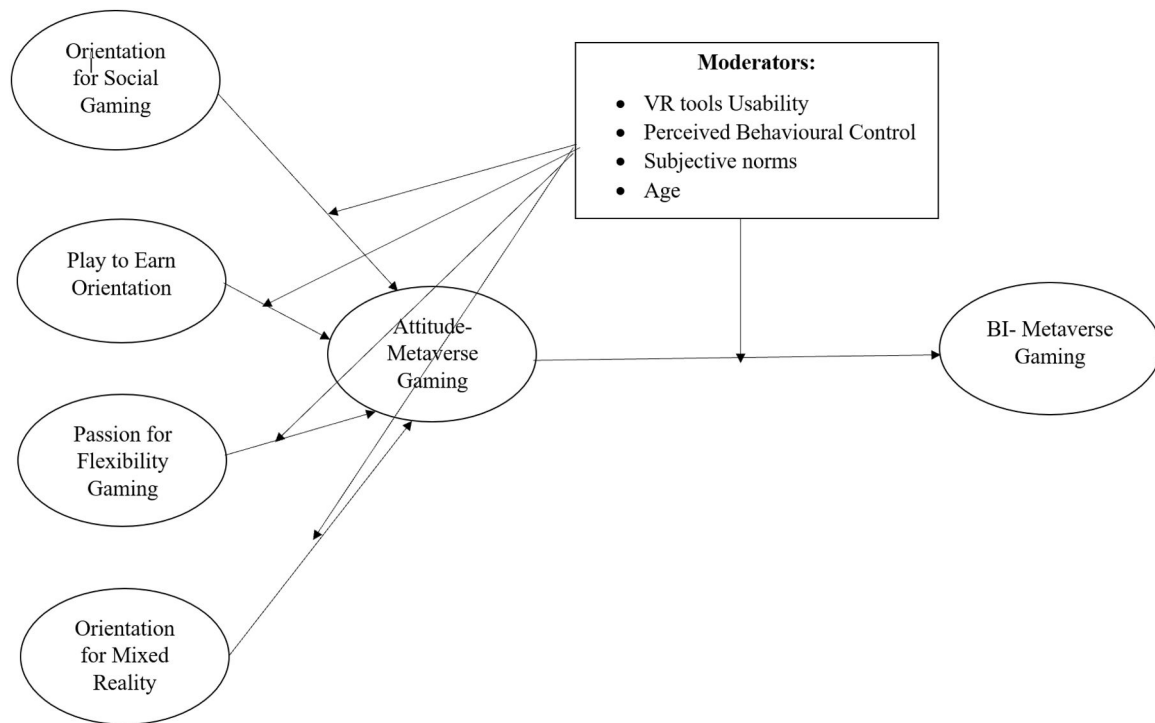 Orientation
for Social
Gaming
Moderators:
• VR tools Usability
• Perceived Behavioural Control
• Subjective norms
• Age
Play to Earn
Orientation
Attitude-
Metaverse
Gaming
BI- Metaverse
Gaming
Passion for
Flexibility
Gaming
Orientation
for Mixed
Reality